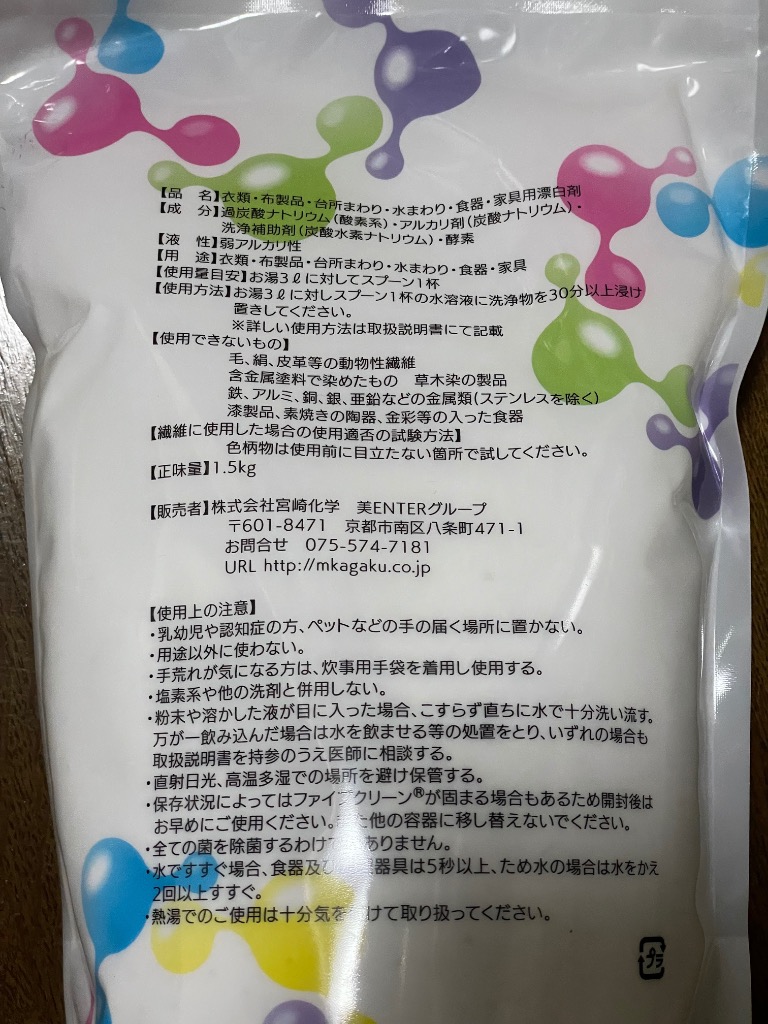 【品　名】衣類・布製品・台所まわり・水まわり・食器・家具用漂白剤
【成　分】過炭酸ナトリウム(酸素系)・アルカリ剤(炭酸ナトリウム)・
洗浄補助剤(炭酸水素ナトリウム)・酵素
【液　性】弱アルカリ性
【用　途】衣類・布製品・台所まわり・水まわり・食器・家具
【使用量目安】お湯3ℓに対してスプーン1杯
【使用方法】お湯3ℓに対しスプーン1杯の水溶液に洗浄物を30分以上浸け
置きしてください。
※詳しい使用方法は取扱説明書にて記載
【使用できないもの】
毛、絹、皮革等の動物性繊維
含金属塗料で染めたもの　草木染の製品
鉄、アルミ、銅、銀、亜鉛などの金属類(ステンレスを除く)
漆製品、素焼きの陶器、金彩等の入った食器
【繊維に使用した場合の使用適否の試験方法】
色柄物は使用前に目立たない箇所で試してください。
【正味量】1.5kg
【販売者】株式会社宮崎化学　美ENTERグループ
〒601-8471　京都市南区八条町471-1
お問合せ　075-574-7181
URL http://mkagaku.co.jp
【使用上の注意】
・乳幼児や認知症の方、ペットなどの手の届く場所に置かない。
・用途以外に使わない。
・手荒れが気になる方は、炊事用手袋を着用し使用する。
・塩素系や他の洗剤と併用しない。
・粉末や溶かした液が目に入った場合、こすらず直ちに水で十分洗い流す。
万が一飲み込んだ場合は水を飲ませる等の処置をとり、いずれの場合も
取扱説明書を持参のうえ医師に相談する。
・直射日光、高温多湿での場所を避け保管する。
・保存状況によってはファイブクリーン®が固まる場合もあるため開封後は
お早めにご使用ください。また他の容器に移し替えないでください。
・全ての菌を除菌するわけではありません。
・水ですすぐ場合、食器及び器具は5秒以上、ため水の場合は水をかえ
2回以上すすぐ。
・熱湯でのご使用は十分気を付けて取り扱ってください。
プラ